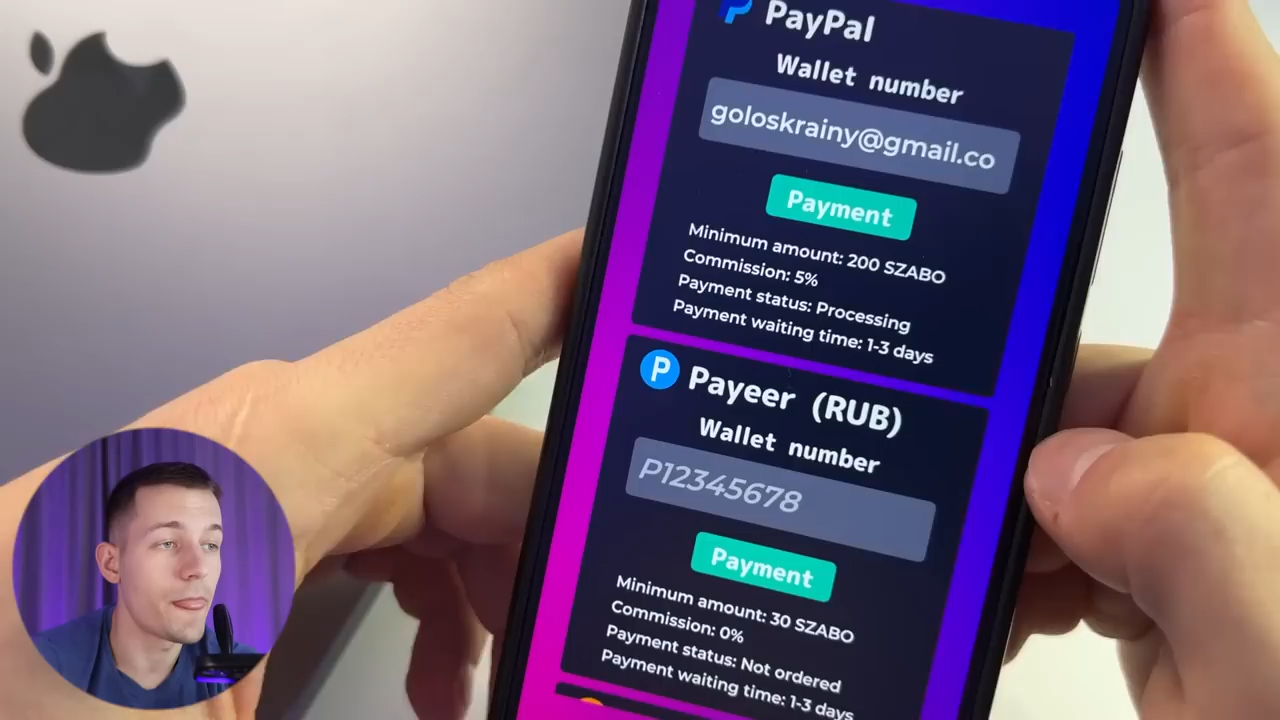 PayPal
Wallet number
goloskrainy@gmail.co
Payment
Minimum amount: 200 SZABO
Commission: 5%
Payment status: Processing
Payment waiting time: 1-3 days
P Payeer (RUB)
Wallet number
P12345678
Payment
Minimum amount: 30 SZABO
Commission: 0%
Payment status: Not ordered
Payment waiting time: 1-3 days